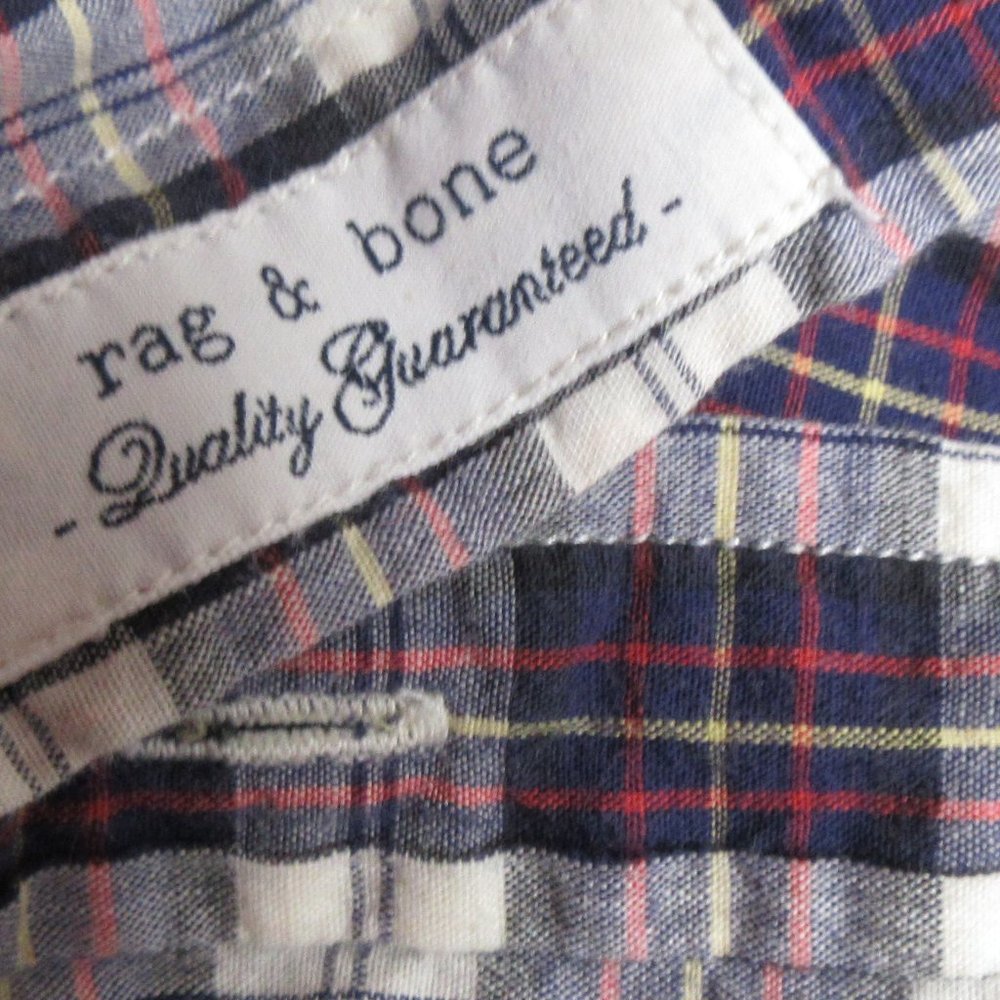 rag & bone
- Quality Guaranteed -